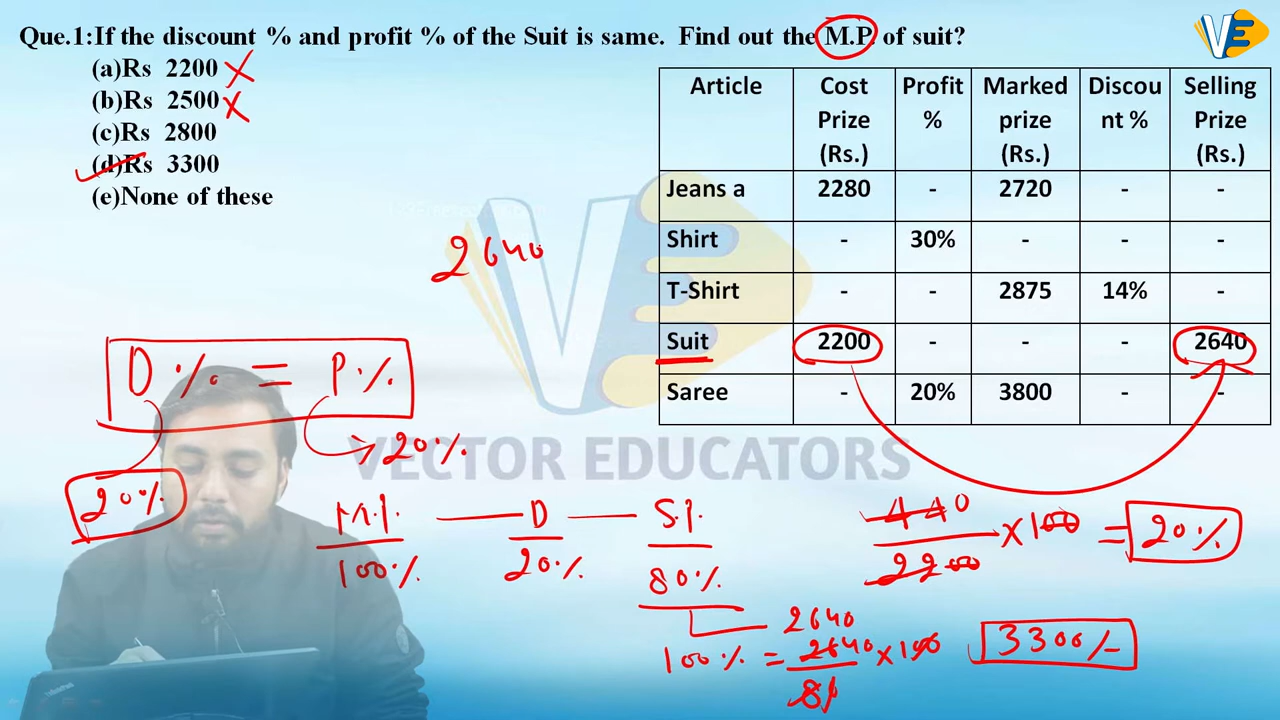 Que.1:If the discount % and profit % of the Suit is same. Find out the M.P. of suit?
(a)Rs 2200
(b)Rs 2500
(c)Rs 2800
(d)Rs 3300
(e)None of these
Article Cost Prize (Rs.) Profit % Marked prize (Rs.) Discou nt % Selling Prize (Rs.)
Jeans a 2280 - 2720 - -
Shirt - 30% - - -
T-Shirt - - 2875 14% -
Suit 2200 - - - 2640
Saree - 20% 3800 - -
2640
D % = P %
20%
20%
VECTOR EDUCATORS
M.P. D S.P.
100% 20% 80%
440
2200
×100 = 20%
2640
100% = 2640 × 100
80
3300/-
VE